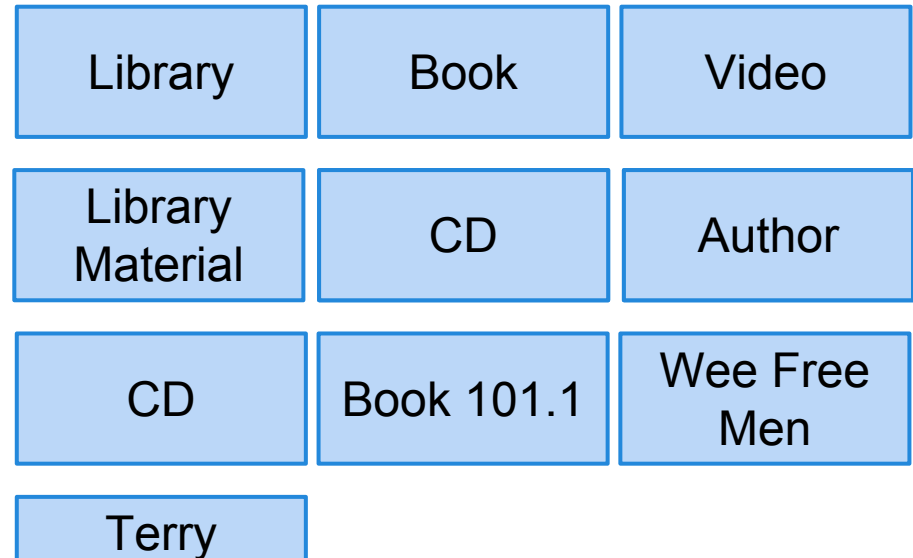 Library
Book
Video
Library
Material
CD
Author
CD
Book 101.1
Wee Free
Men
Terry